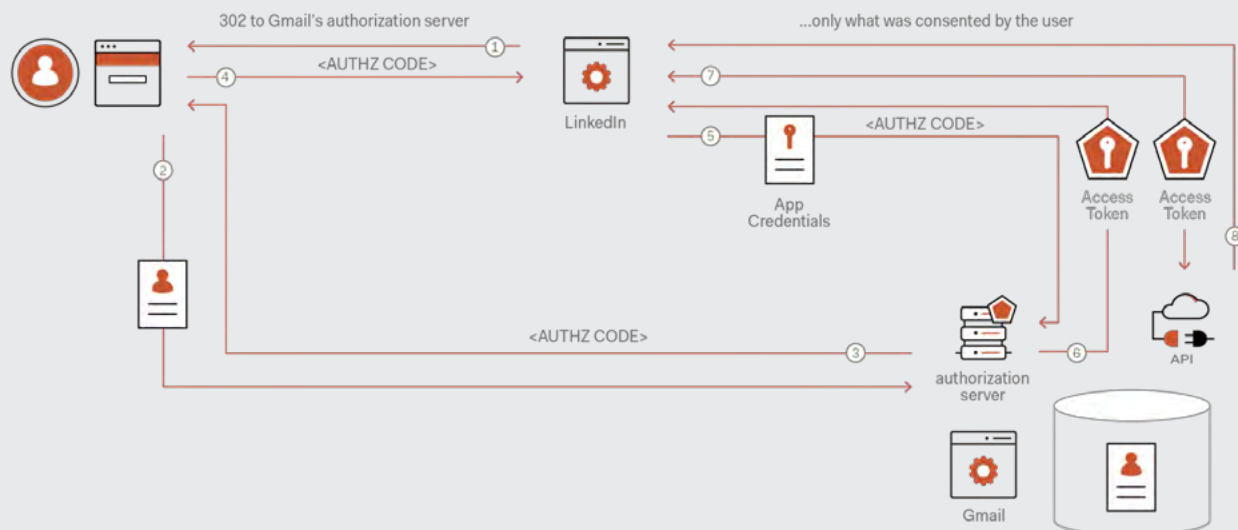 302 to Gmail's authorization server
...only what was consented by the user
1
4
<AUTHZ CODE>
7
LinkedIn
5
<AUTHZ CODE>
2
App
Credentials
Access
Token
Access
Token
8
<AUTHZ CODE>
3
6
API
authorization
server
Gmail